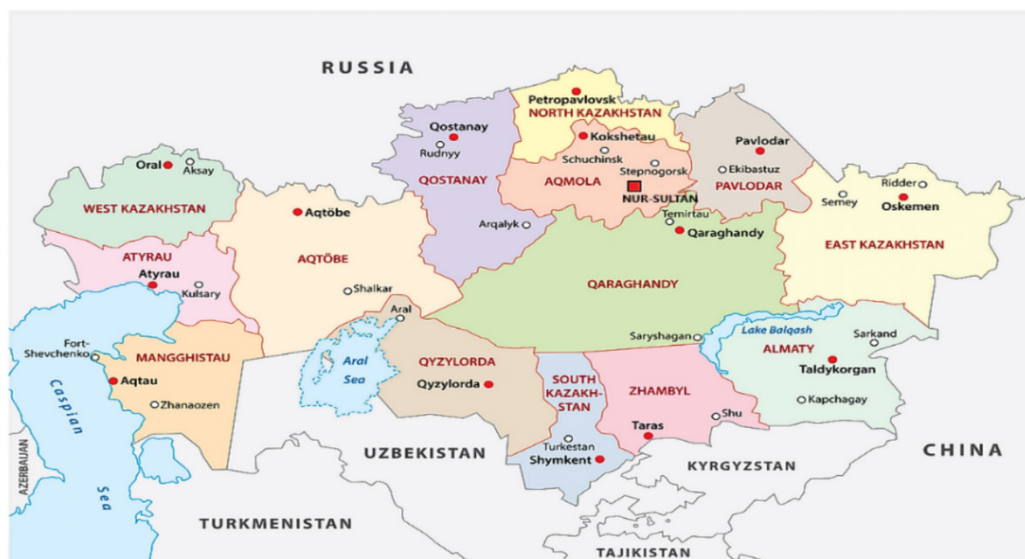 RUSSIA
Petropavlovsk
NORTH KAZAKHSTAN
Qostanay
Rudnyy
Kokshetau
Schuchinsk
Stepnogorsk
Pavlodar
Ekibastuz
PAVLODAR
Oral
Aksay
QOSTANAY
AQMOLA
NUR-SULTAN
Semey
Ridder
Oskemen
WEST KAZAKHSTAN
Aqtöbe
Arqalyk
Temirtau
Qaraghandy
EAST KAZAKHSTAN
ATYRAU
Atyrau
Kulsary
AQTÖBE
Shalkar
QARAGHANDY
Aral
Saryshagan
Lake Balqash
Sarkand
Fort-
Shevchenko
MANGGHISTAU
Aral
Sea
QYZYLORDA
ALMATY
Taldykorgan
Aqtau
Zhanaozen
Qyzylorda
SOUTH
KAZAKH-
STAN
ZHAMBYL
Kapchagay
Shu
Caspian
Sea
Turkestan
Taras
Shymkent
UZBEKISTAN
KYRGYZSTAN
CHINA
AZERBAIJAN
TURKMENISTAN
TAJIKISTAN